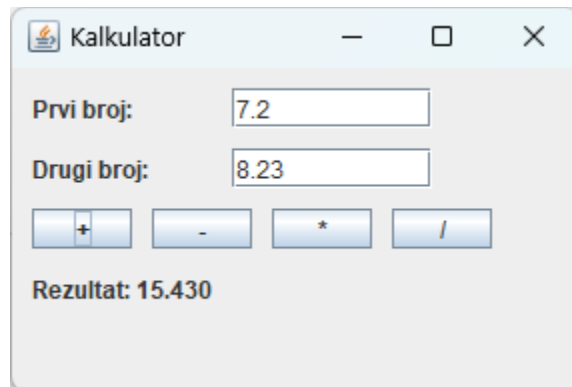 Kalkulator
Prvi broj: 7.2
Drugi broj: 8.23
+ - * /
Rezultat: 15.430